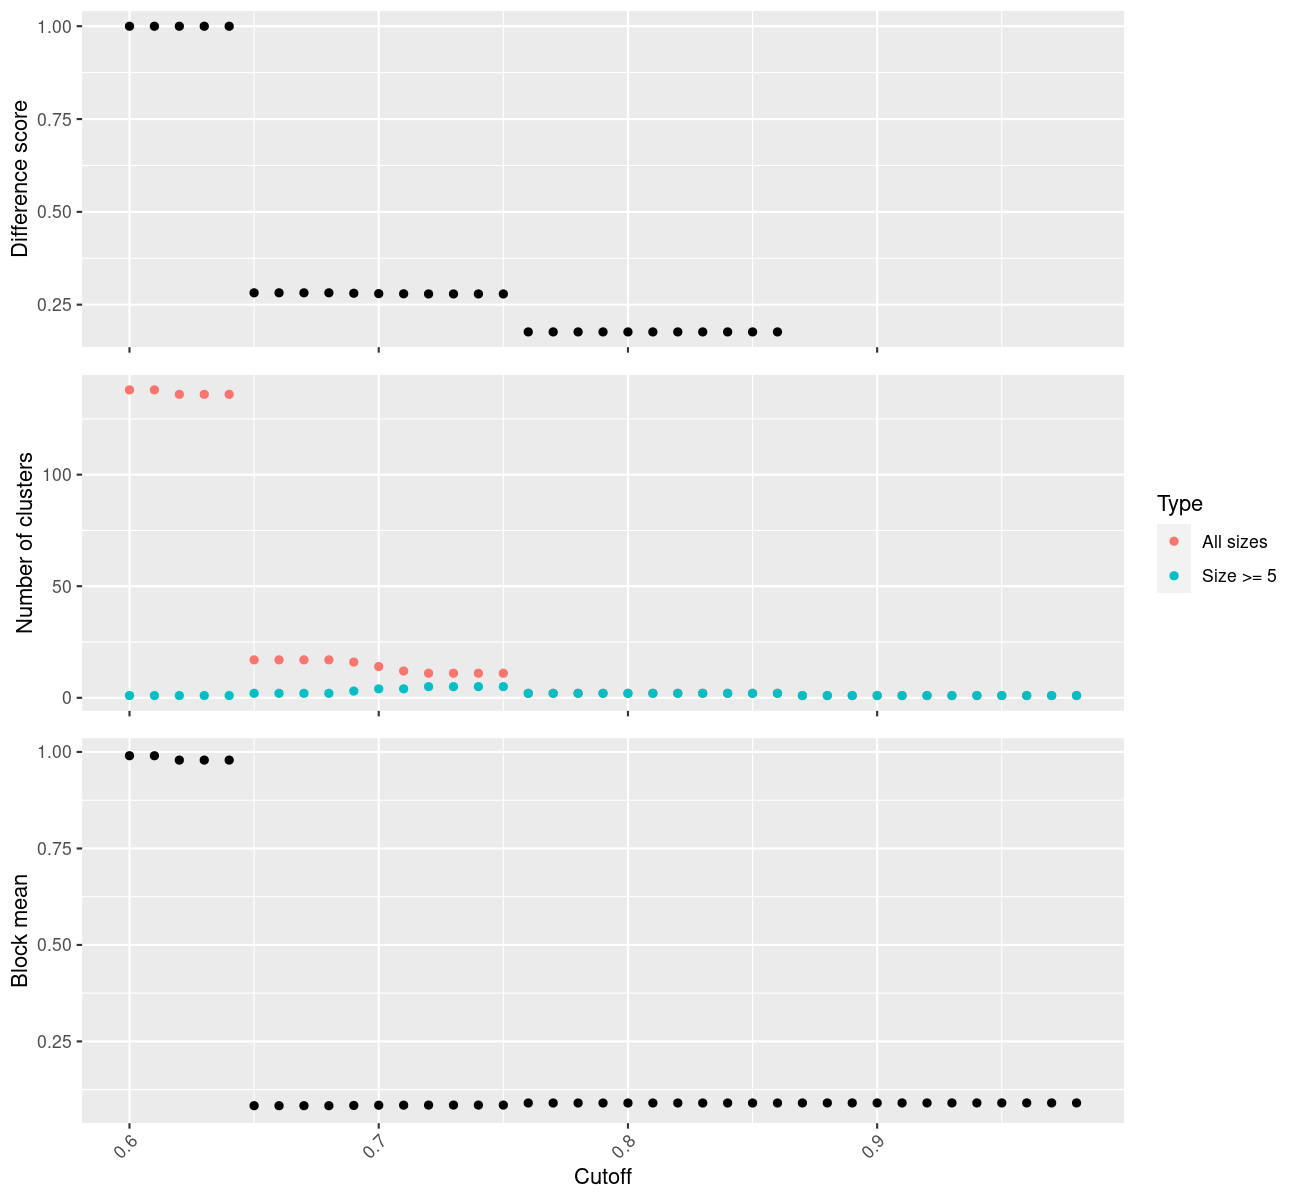 Difference score
1.00
0.75
0.50
0.25
Number of clusters
100
50
0
Type
All sizes
Size >= 5
Block mean
1.00
0.75
0.50
0.25
0.6
0.7
0.8
0.9
Cutoff